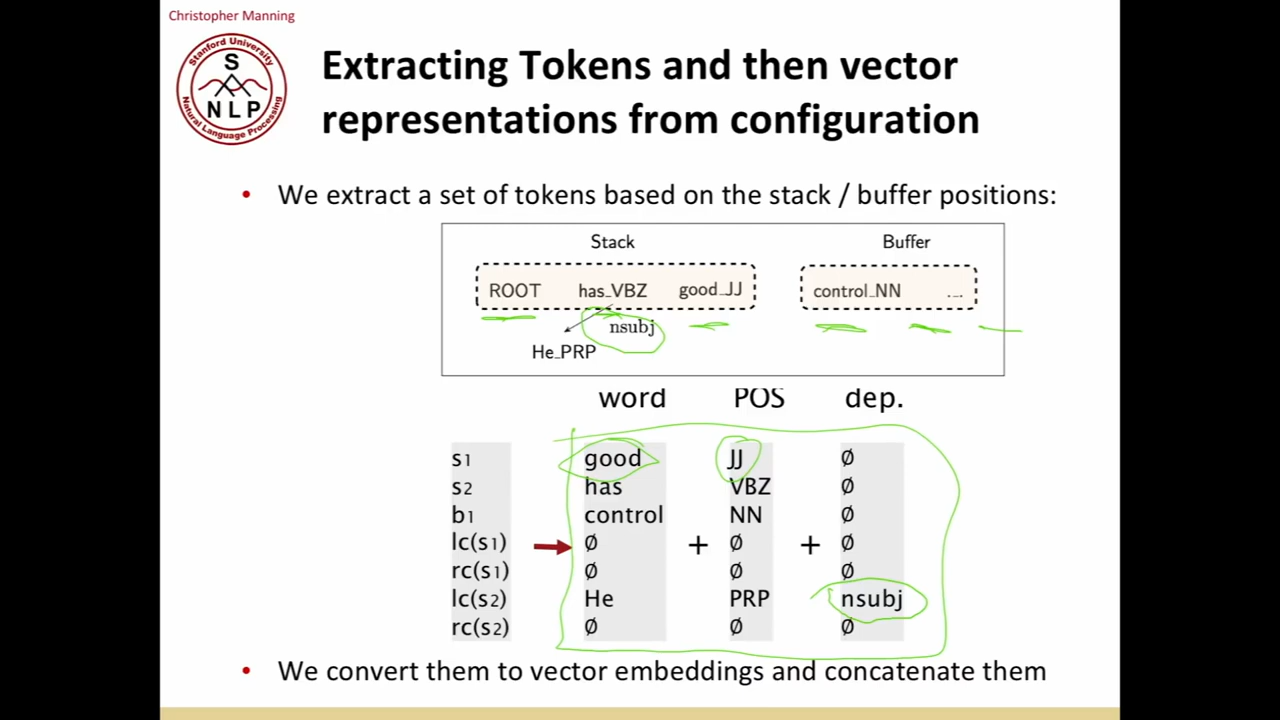 Christopher Manning
Stanford University
S
NLP
Natural Language Processing
Extracting Tokens and then vector
representations from configuration
• We extract a set of tokens based on the stack / buffer positions:
Stack Buffer
ROOT has_VBZ good_JJ control_NN ...
nsubj
He_PRP
word POS dep.
s1 good JJ ∅
s2 has VBZ ∅
b1 control NN ∅
lc(s1) ∅ + ∅ + ∅
rc(s1) ∅ ∅ ∅
lc(s2) He PRP nsubj
rc(s2) ∅ ∅ ∅
• We convert them to vector embeddings and concatenate them